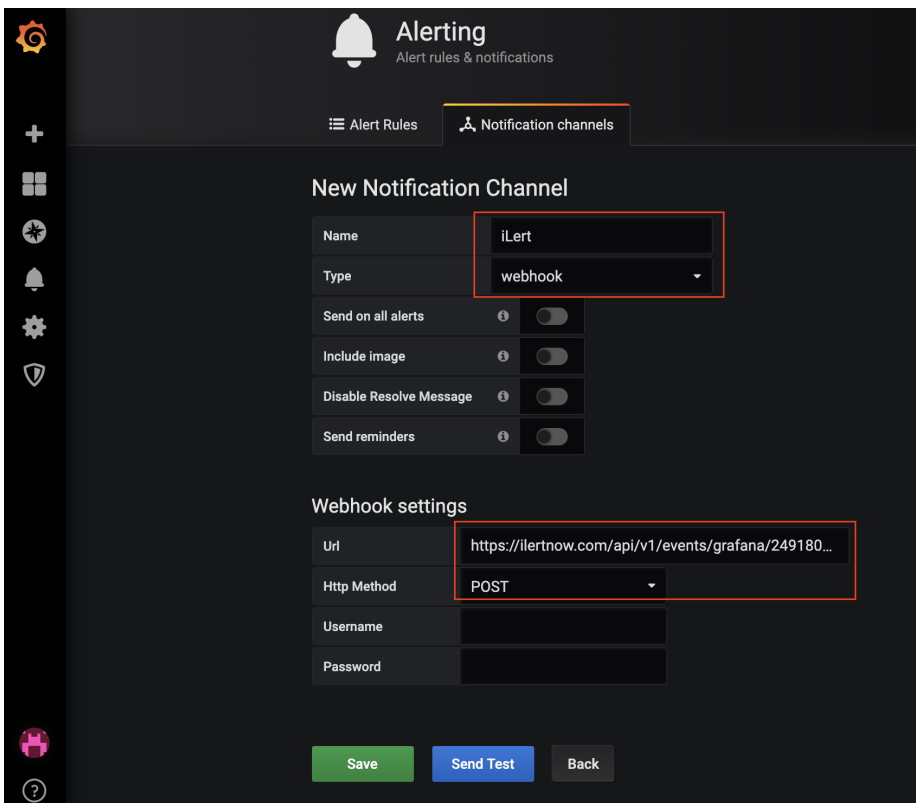 Alerting
Alert rules & notifications
Alert Rules
Notification channels
New Notification Channel
Name iLert
Type webhook
Send on all alerts
Include image
Disable Resolve Message
Send reminders
Webhook settings
Url https://ilertnow.com/api/v1/events/grafana/249180...
Http Method POST
Username
Password
Save Send Test Back